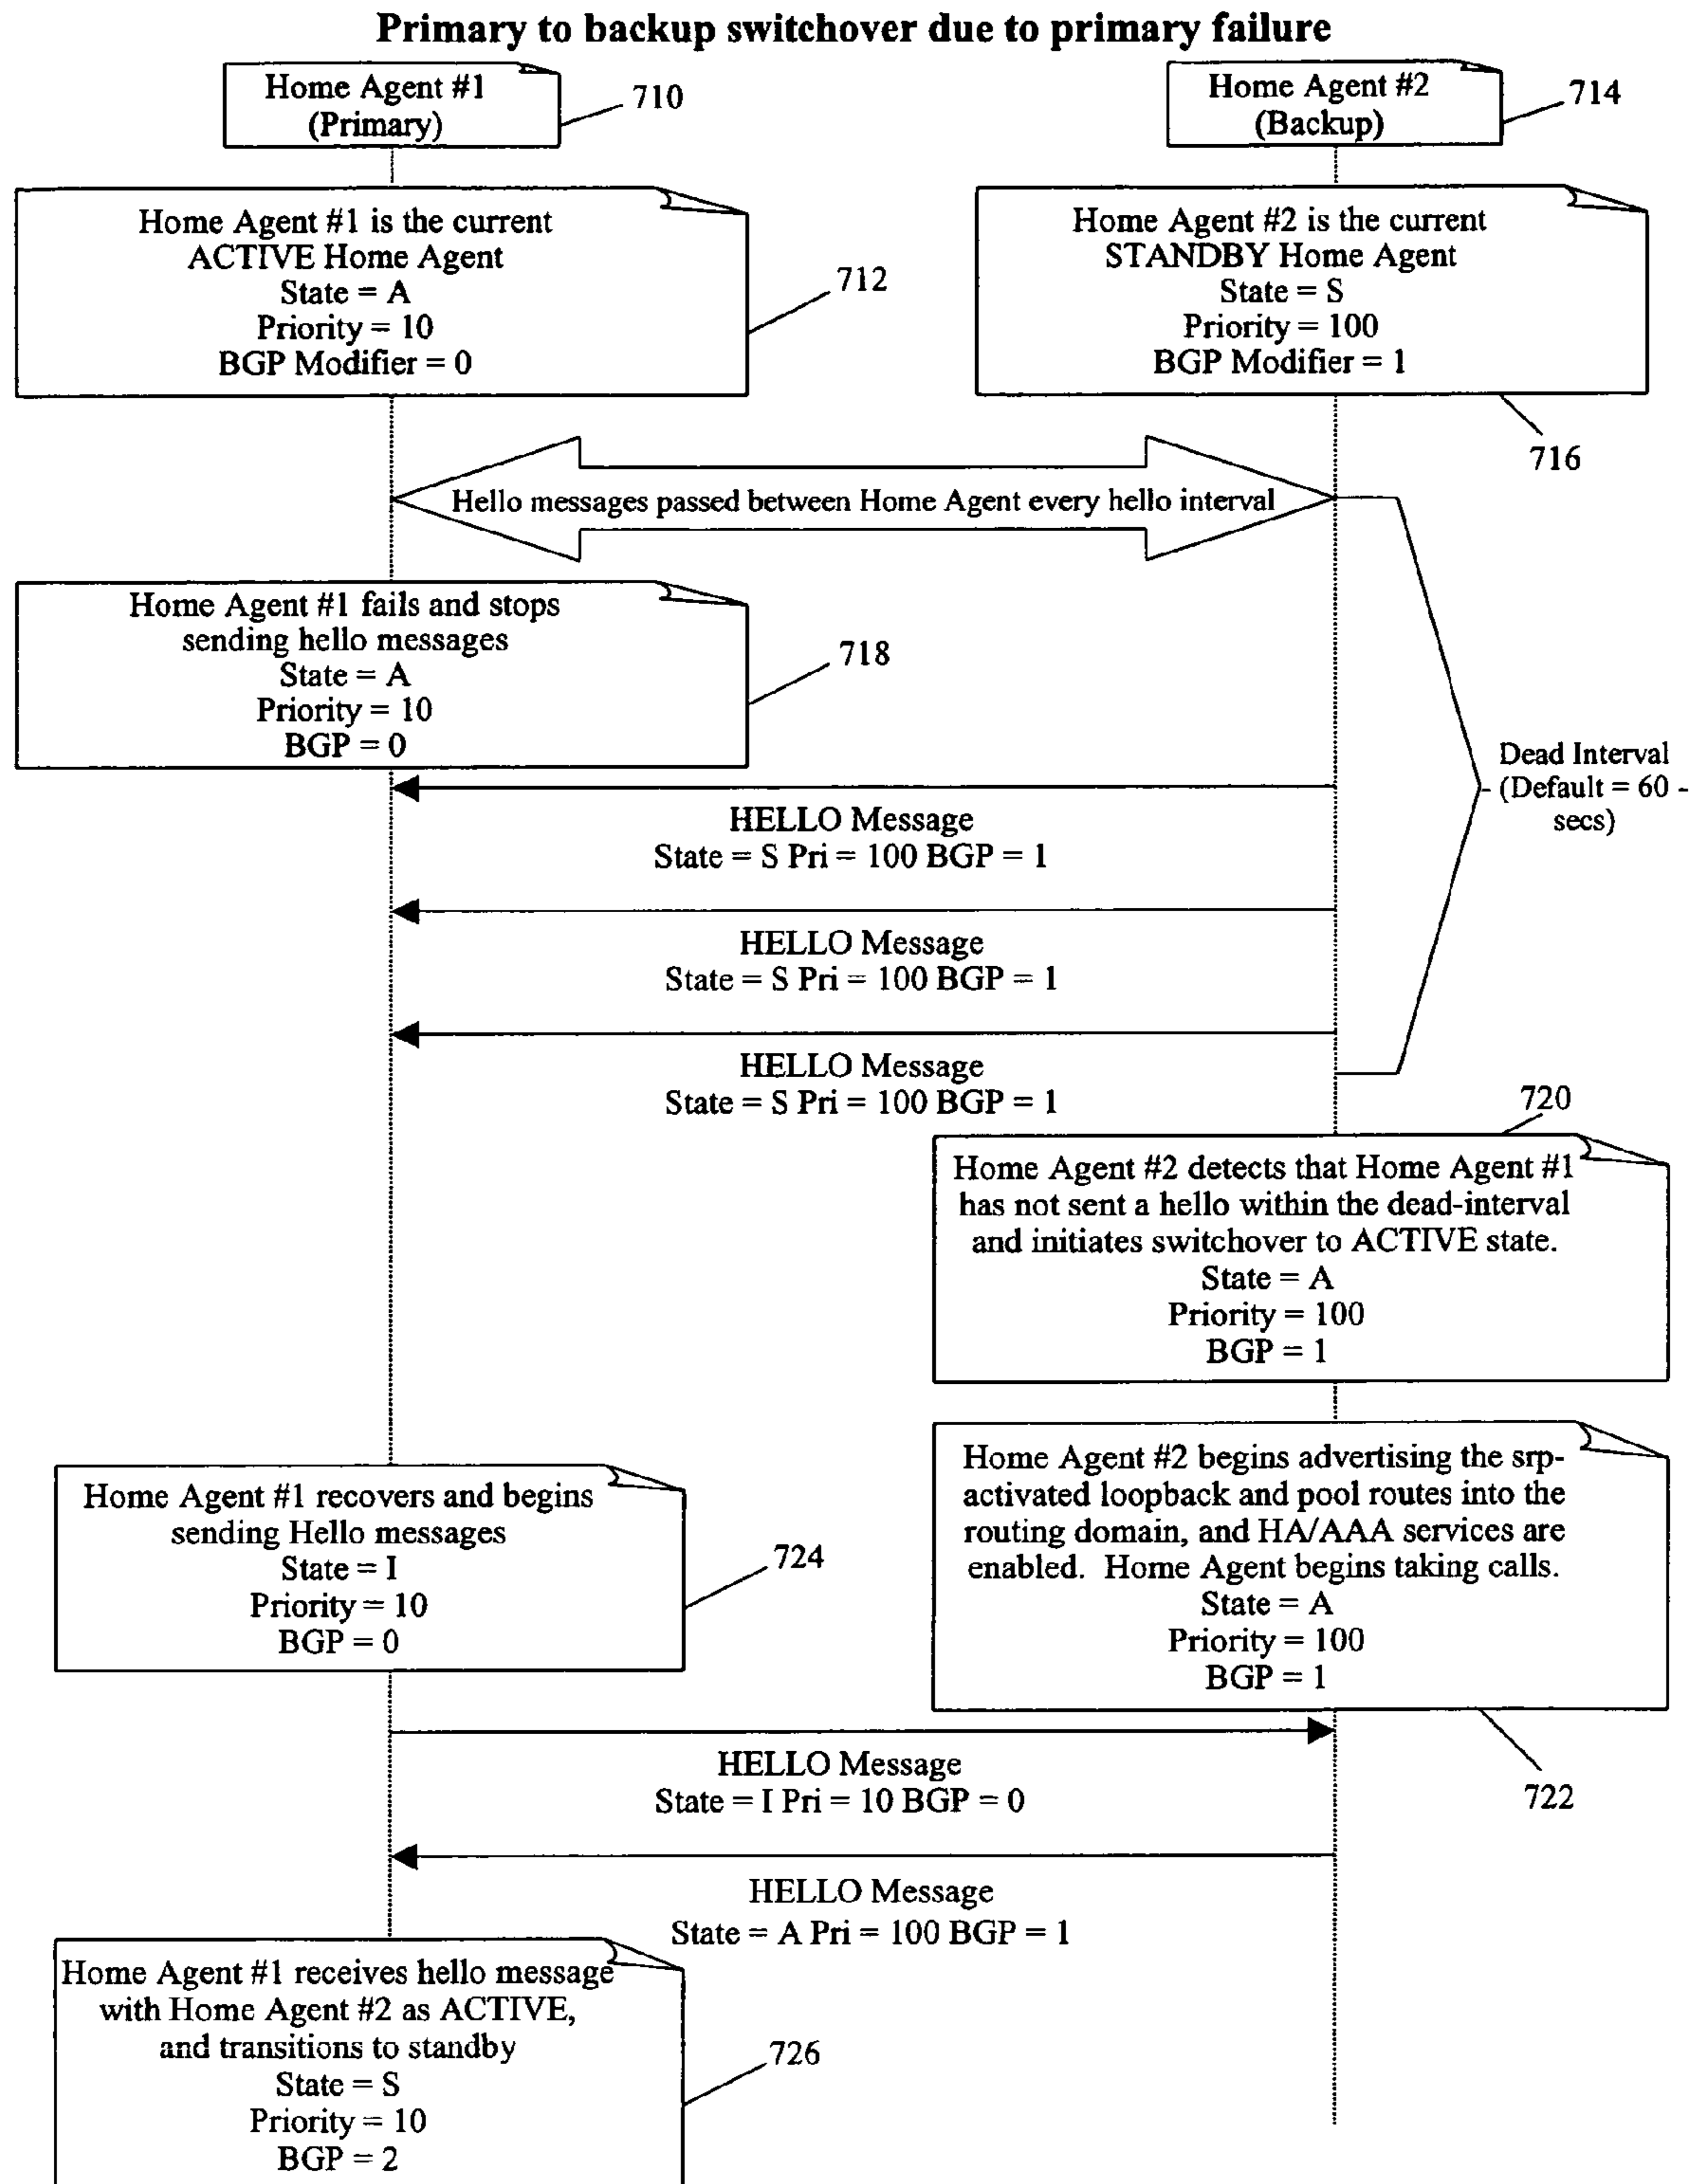 Primary to backup switchover due to primary failure
Home Agent #1
(Primary)
710
Home Agent #2
(Backup)
714
Home Agent #1 is the current
ACTIVE Home Agent
State = A
Priority = 10
BGP Modifier = 0
712
Home Agent #2 is the current
STANDBY Home Agent
State = S
Priority = 100
BGP Modifier = 1
716
Hello messages passed between Home Agent every hello interval
Home Agent #1 fails and stops
sending hello messages
State = A
Priority = 10
BGP = 0
718
Dead Interval
- (Default = 60 -
secs)
HELLO Message
State = S Pri = 100 BGP = 1
HELLO Message
State = S Pri = 100 BGP = 1
HELLO Message
State = S Pri = 100 BGP = 1
720
Home Agent #2 detects that Home Agent #1
has not sent a hello within the dead-interval
and initiates switchover to ACTIVE state.
State = A
Priority = 100
BGP = 1
Home Agent #2 begins advertising the srp-
activated loopback and pool routes into the
routing domain, and HA/AAA services are
enabled. Home Agent begins taking calls.
State = A
Priority = 100
BGP = 1
722
Home Agent #1 recovers and begins
sending Hello messages
State = I
Priority = 10
BGP = 0
724
HELLO Message
State = I Pri = 10 BGP = 0
HELLO Message
State = A Pri = 100 BGP = 1
Home Agent #1 receives hello message
with Home Agent #2 as ACTIVE,
and transitions to standby
State = S
Priority = 10
BGP = 2
726